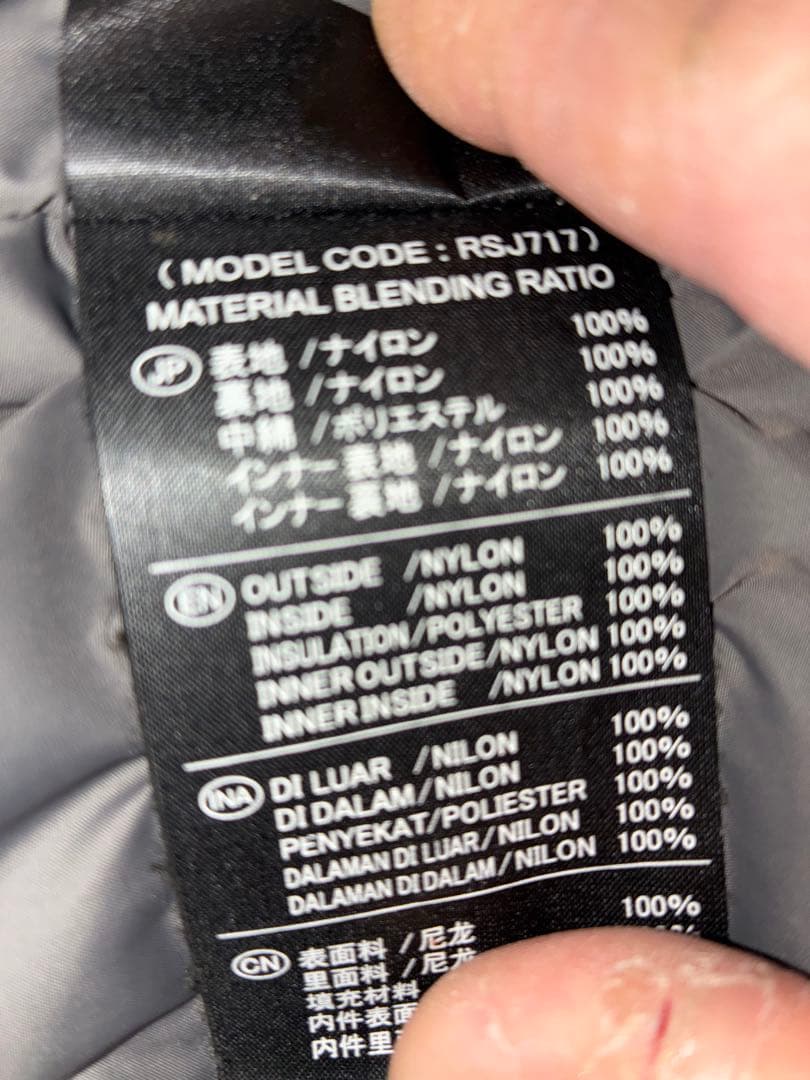 (MODEL CODE : RSJ717)
MATERIAL BLENDING RATIO
JP 表地 /ナイロン 100%
裏地 /ナイロン 100%
中綿 /ポリエステル 100%
インナー表地 /ナイロン 100%
インナー裏地 /ナイロン 100%
EN OUTSIDE /NYLON 100%
INSIDE /NYLON 100%
INSULATION/POLYESTER 100%
INNER OUTSIDE/NYLON 100%
INNER INSIDE /NYLON 100%
INA DI LUAR /NILON 100%
DI DALAM/NILON 100%
PENYEKAT/POLIESTER 100%
DALAMAN DI LUAR/NILON 100%
DALAMAN DI DALAM/NILON 100%
CN 表面料 /尼龙 100%
里面料 /尼龙
填充材料
内件表面
内件里